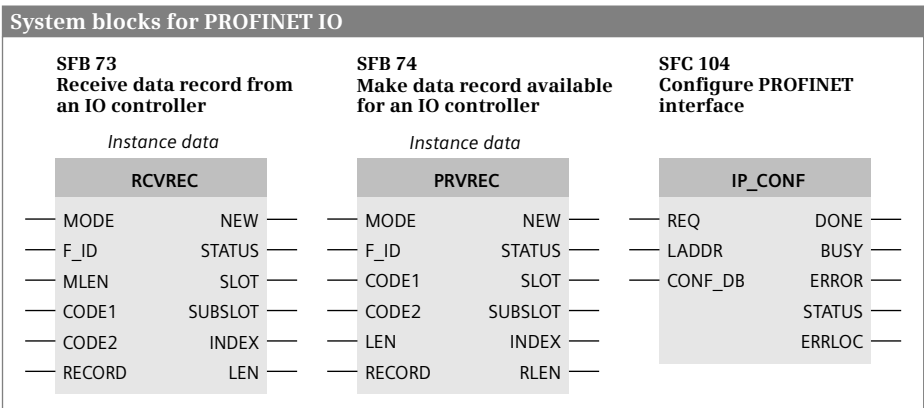 System blocks for PROFINET IO
SFB 73
Receive data record from
an IO controller
Instance data
RCVREC
MODE NEW
F_ID STATUS
MLEN SLOT
CODE1 SUBSLOT
CODE2 INDEX
RECORD LEN
SFB 74
Make data record available
for an IO controller
Instance data
PRVREC
MODE NEW
F_ID STATUS
CODE1 SLOT
CODE2 SUBSLOT
LEN INDEX
RECORD RLEN
SFC 104
Configure PROFINET
interface
IP_CONF
REQ DONE
LADDR BUSY
CONF_DB ERROR
STATUS
ERRLOC